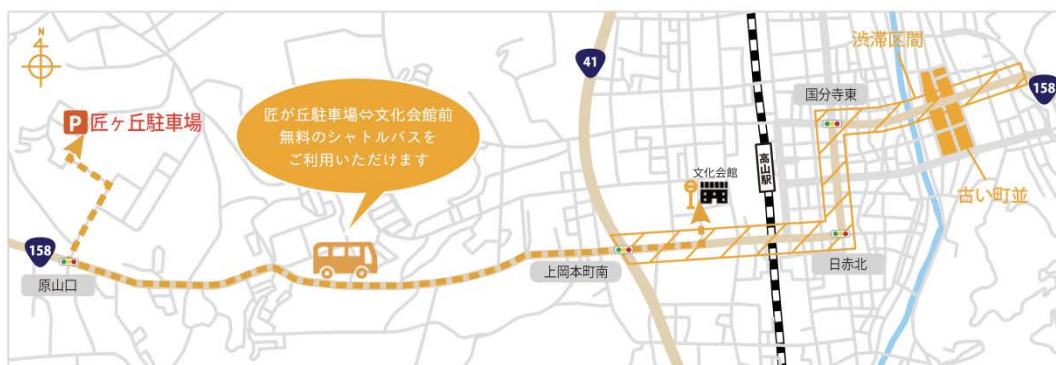 N
41
渋滞区間
158
国分寺東
P 匠ヶ丘駐車場
匠が丘駐車場⇔文化会館前
無料のシャトルバスを
ご利用いただけます
高山駅
文化会館
古い町並
158
原山口
上岡本町南
日赤北